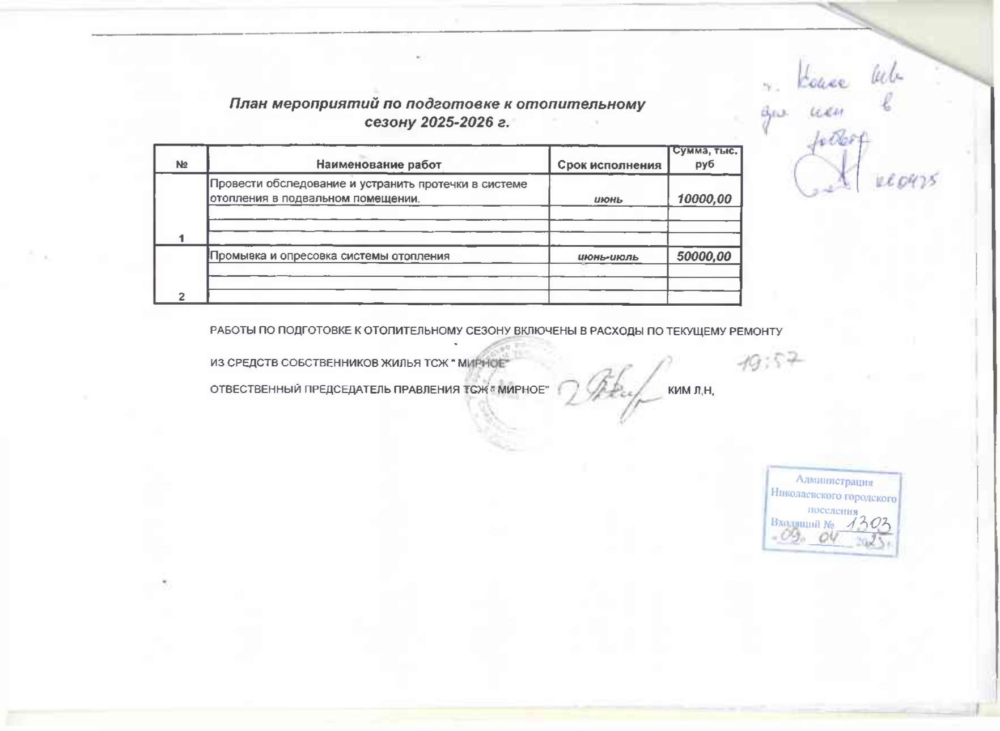 План мероприятий по подготовке к отопительному
сезону 2025-2026 г.
№ Наименование работ Срок исполнения Сумма, тыс. руб
Провести обследование и устранить протечки в системе
отопления в подвальном помещении. июнь 10000,00
1
Промывка и опресовка системы отопления июнь-июль 50000,00
2
РАБОТЫ ПО ПОДГОТОВКЕ К ОТОПИТЕЛЬНОМУ СЕЗОНУ ВКЛЮЧЕНЫ В РАСХОДЫ ПО ТЕКУЩЕМУ РЕМОНТУ
ИЗ СРЕДСТВ СОБСТВЕННИКОВ ЖИЛЬЯ ТСЖ " МИРНОЕ"
19:57
ОТВЕСТВЕННЫЙ ПРЕДСЕДАТЕЛЬ ПРАВЛЕНИЯ ТСЖ " МИРНОЕ" КИМ Л,Н,
Администрация
Николаевского городского
поселения
Входящий № 1303
"09" 04 2025 г.